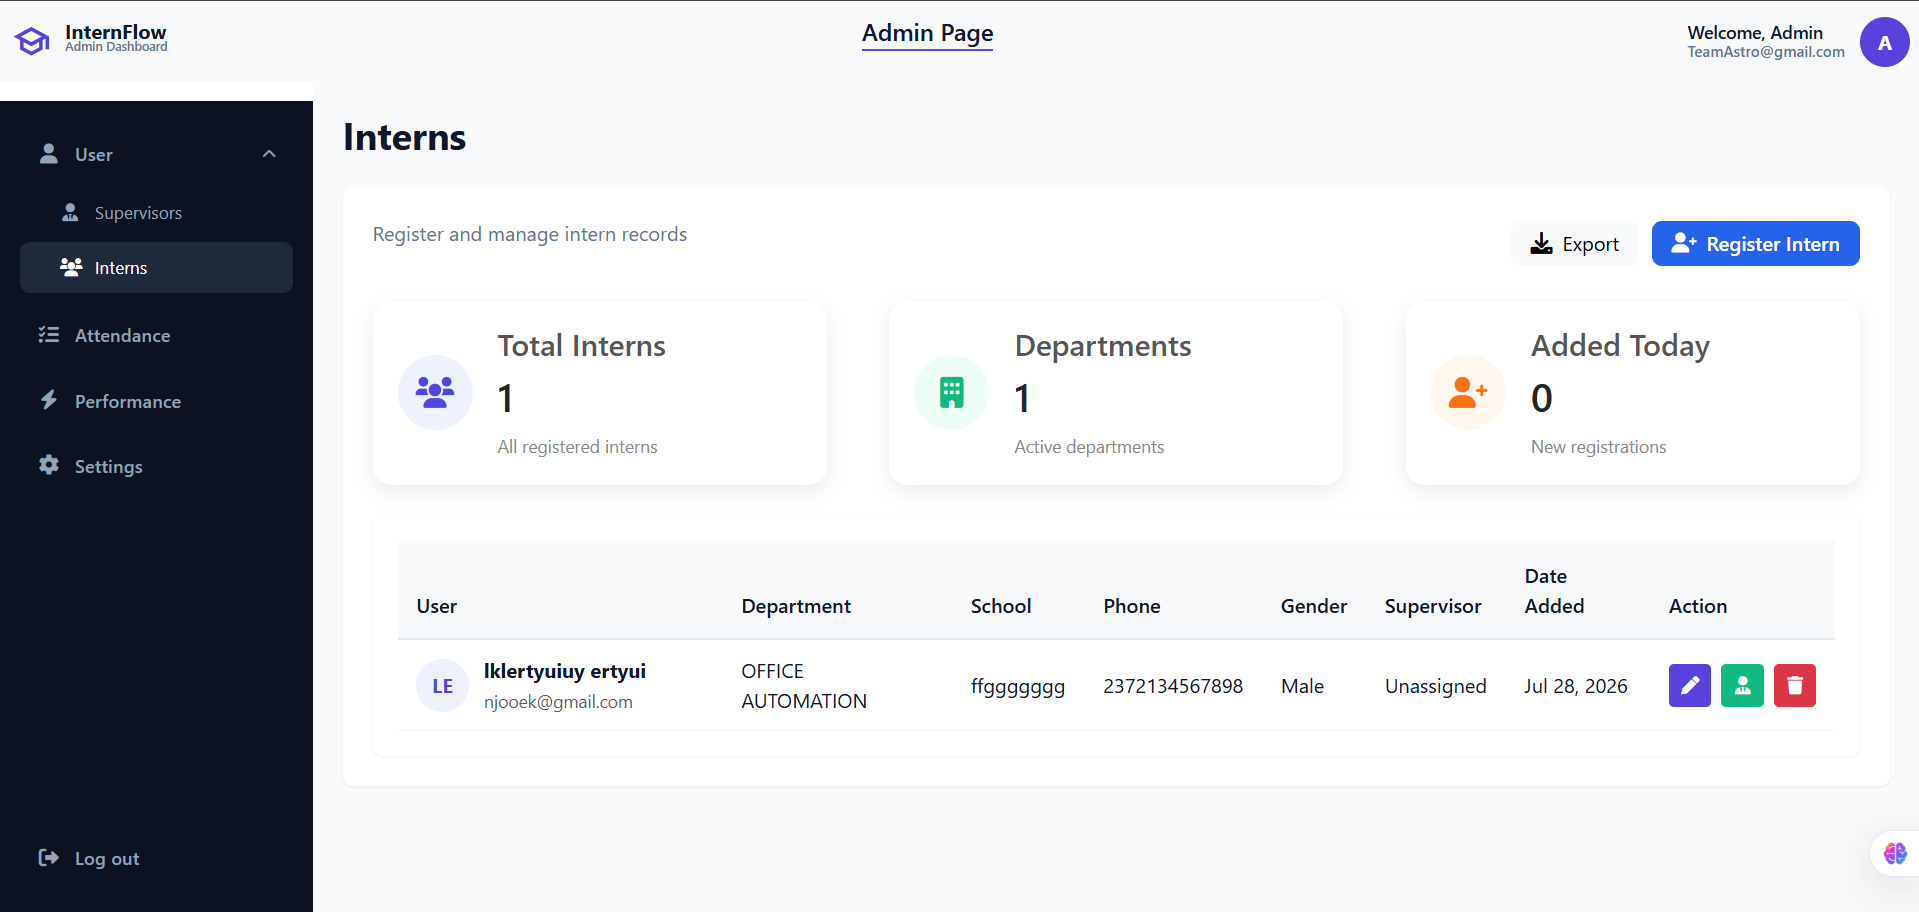 InternFlow
Admin Dashboard
Admin Page
Welcome, Admin
TeamAstro@gmail.com
A
User
Supervisors
Interns
Attendance
Performance
Settings
Log out
Interns
Register and manage intern records
Export
Register Intern
Total Interns
1
All registered interns
Departments
1
Active departments
Added Today
0
New registrations
User
Department
School
Phone
Gender
Supervisor
Date
Added
Action
LE
lklertyuiuy ertyui
njooek@gmail.com
OFFICE
AUTOMATION
ffggggggg
2372134567898
Male
Unassigned
Jul 28, 2026